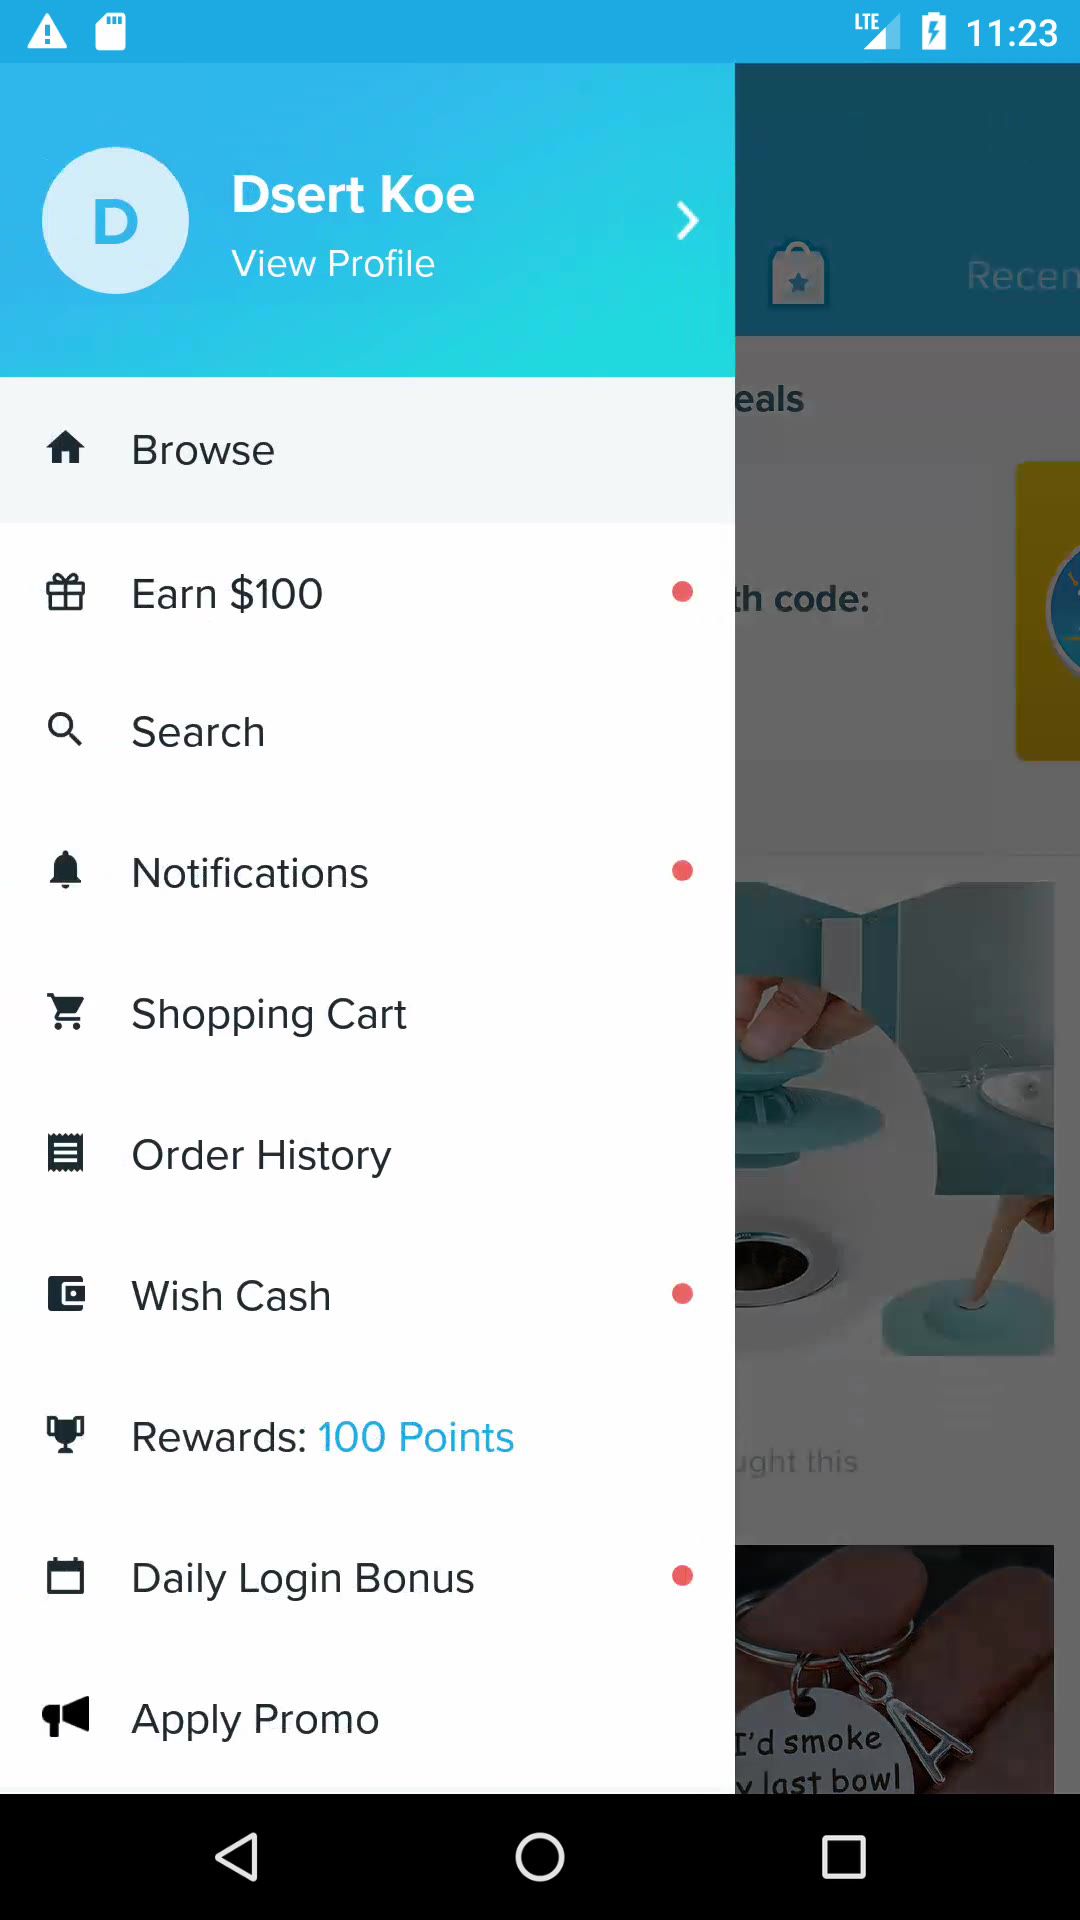 LTE 11:23
D
Dsert Koe
View Profile
Browse
Earn $100
Search
Notifications
Shopping Cart
Order History
Wish Cash
Rewards: 100 Points
Daily Login Bonus
Apply Promo
Recen
eals
th code:
ught this
I'd smoke
y last bowl
A